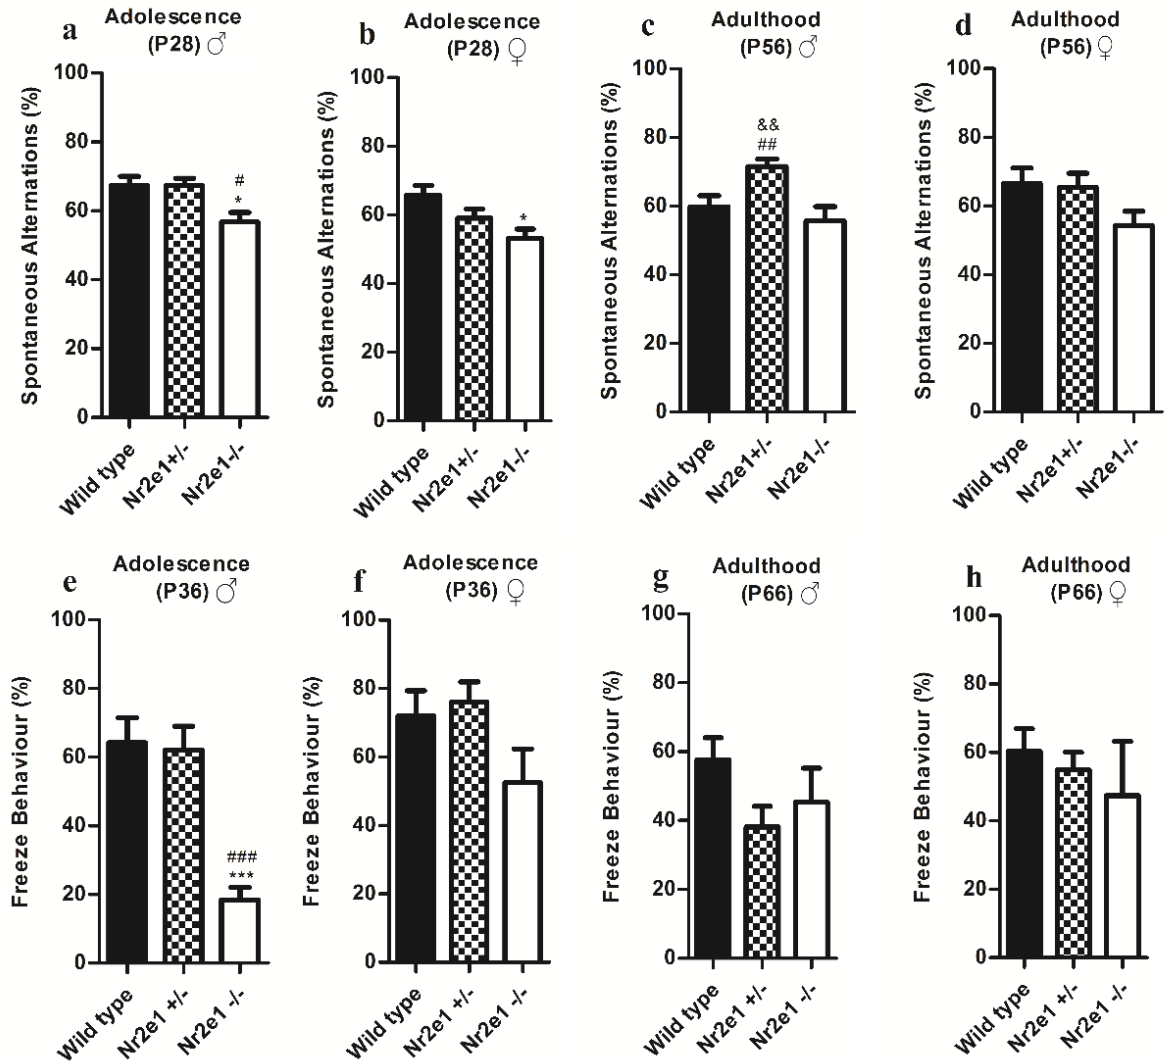 a
Adolescence
(P28) ♂
Spontaneous Alternations (%)
100
80
60
40
20
0
#
*
Wild type
Nr2e1+/-
Nr2e1-/-
b
Adolescence
(P28) ♀
Spontaneous Alternations (%)
100
80
60
40
20
0
*
Wild type
Nr2e1+/-
Nr2e1-/-
c
Adulthood
(P56) ♂
Spontaneous Alternations (%)
100
80
60
40
20
0
&&
##
Wild type
Nr2e1+/-
Nr2e1-/-
d
Adulthood
(P56) ♀
Spontaneous Alternations (%)
100
80
60
40
20
0
Wild type
Nr2e1+/-
Nr2e1-/-
e
Adolescence
(P36) ♂
Freeze Behaviour (%)
100
80
60
40
20
0
###
***
Wild type
Nr2e1 +/-
Nr2e1 -/-
f
Adolescence
(P36) ♀
Freeze Behaviour (%)
100
80
60
40
20
0
Wild type
Nr2e1 +/-
Nr2e1 -/-
g
Adulthood
(P66) ♂
Freeze Behaviour (%)
100
80
60
40
20
0
Wild type
Nr2e1 +/-
Nr2e1 -/-
h
Adulthood
(P66) ♀
Freeze Behaviour (%)
100
80
60
40
20
0
Wild type
Nr2e1 +/-
Nr2e1 -/-